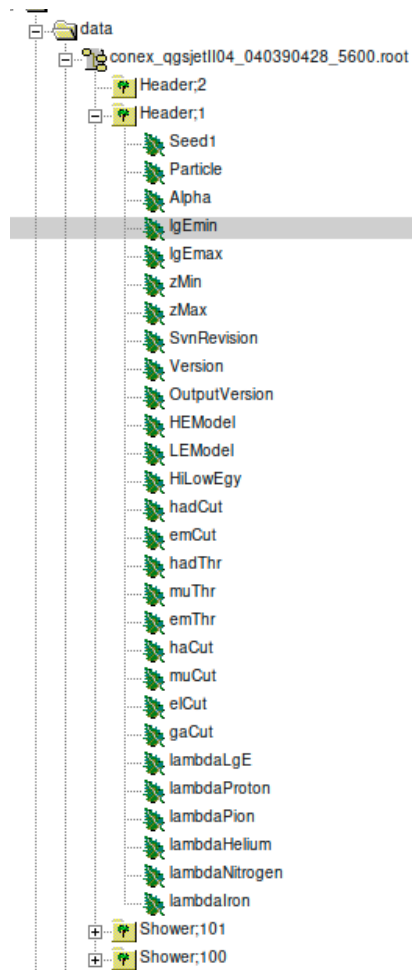 data
conex_qgsjetII04_040390428_5600.root
Header;2
Header;1
Seed1
Particle
Alpha
lgEmin
lgEmax
zMin
zMax
SvnRevision
Version
OutputVersion
HEModel
LEModel
HiLowEgy
hadCut
emCut
hadThr
muThr
emThr
haCut
muCut
elCut
gaCut
lambdaLgE
lambdaProton
lambdaPion
lambdaHelium
lambdaNitrogen
lambdaIron
Shower;101
Shower;100